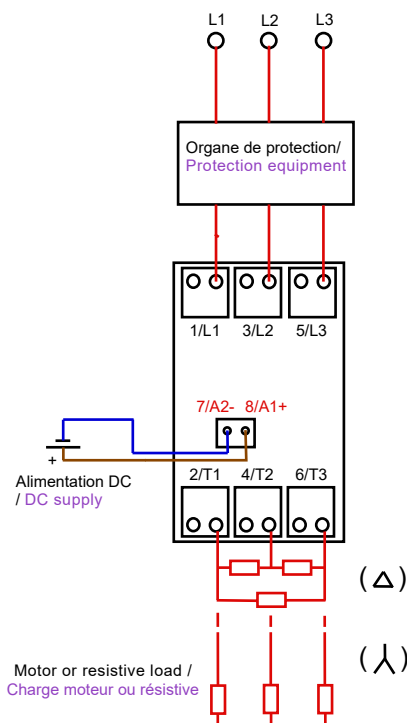 L1 L2 L3
Organe de protection/
Protection equipment
1/L1 3/L2 5/L3
7/A2- 8/A1+
+
Alimentation DC
/ DC supply
2/T1 4/T2 6/T3
(△)
(⅄)
Motor or resistive load /
Charge moteur ou résistive